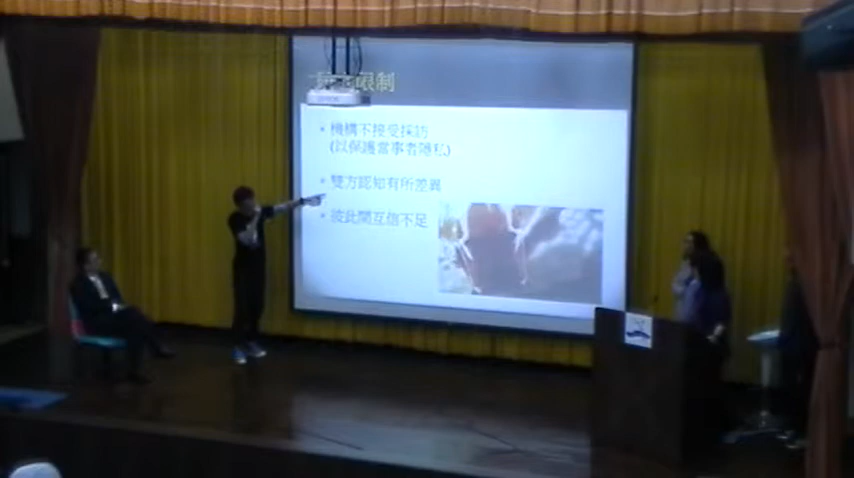 限制
• 機構不接受採訪
(以保護當事者隱私)
• 雙方認知有所差異
• 彼此間互信不足